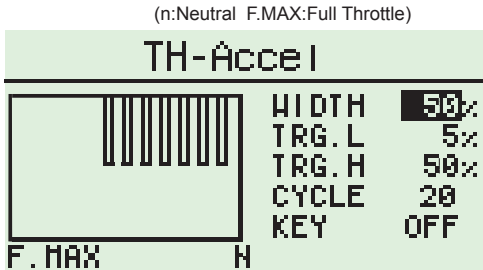 (n:Neutral F.MAX:Full Throttle)
TH-Accel
WIDTH 50%
TRG.L 5%
TRG.H 50%
CYCLE 20
KEY OFF
F.MAX N